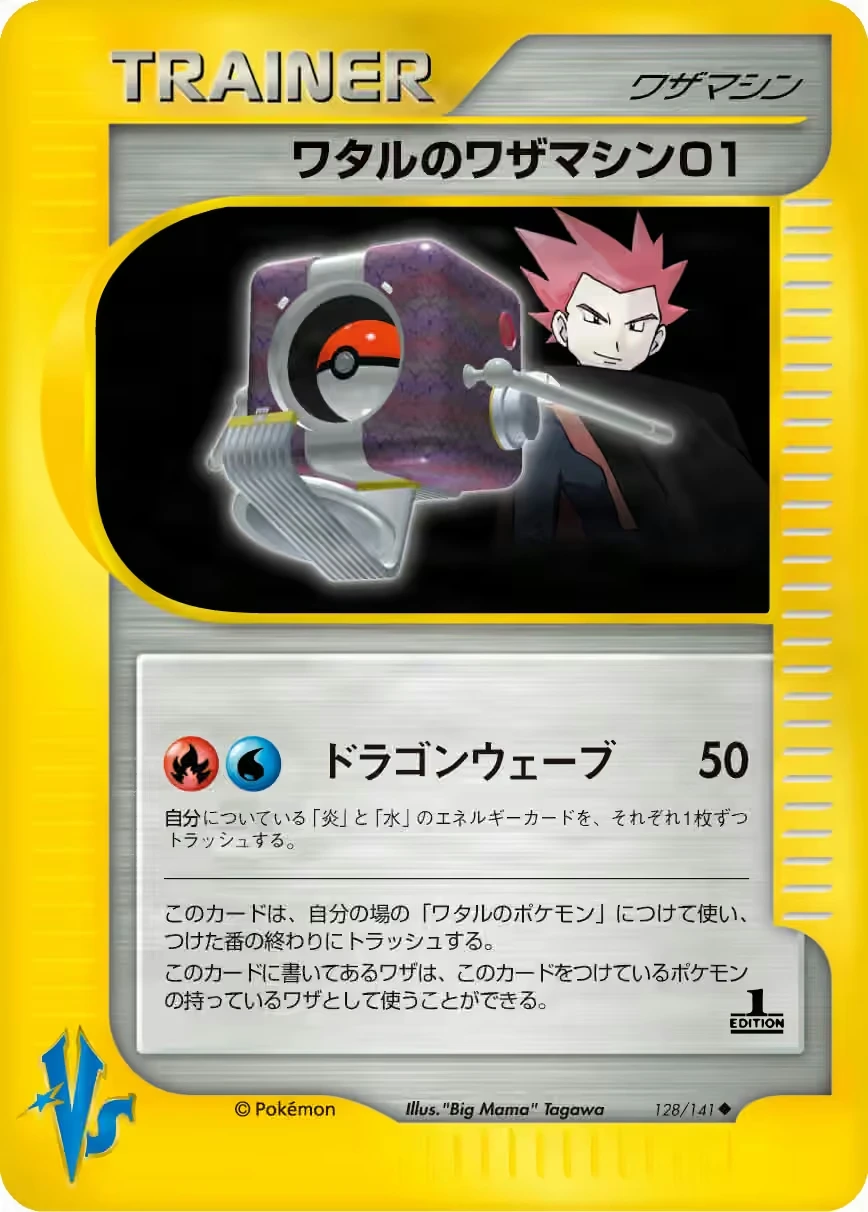 TRAINER
ワザマシン
ワタルのワザマシン01
ドラゴンウェーブ 50
自分についている「炎」と「水」のエネルギーカードを、それぞれ1枚ずつ
トラッシュする。
このカードは、自分の場の「ワタルのポケモン」につけて使い、
つけた番の終わりにトラッシュする。
このカードに書いてあるワザは、このカードをつけているポケモン
の持っているワザとして使うことができる。
1
EDITION
VS
© Pokémon Illus."Big Mama" Tagawa 128/141◆